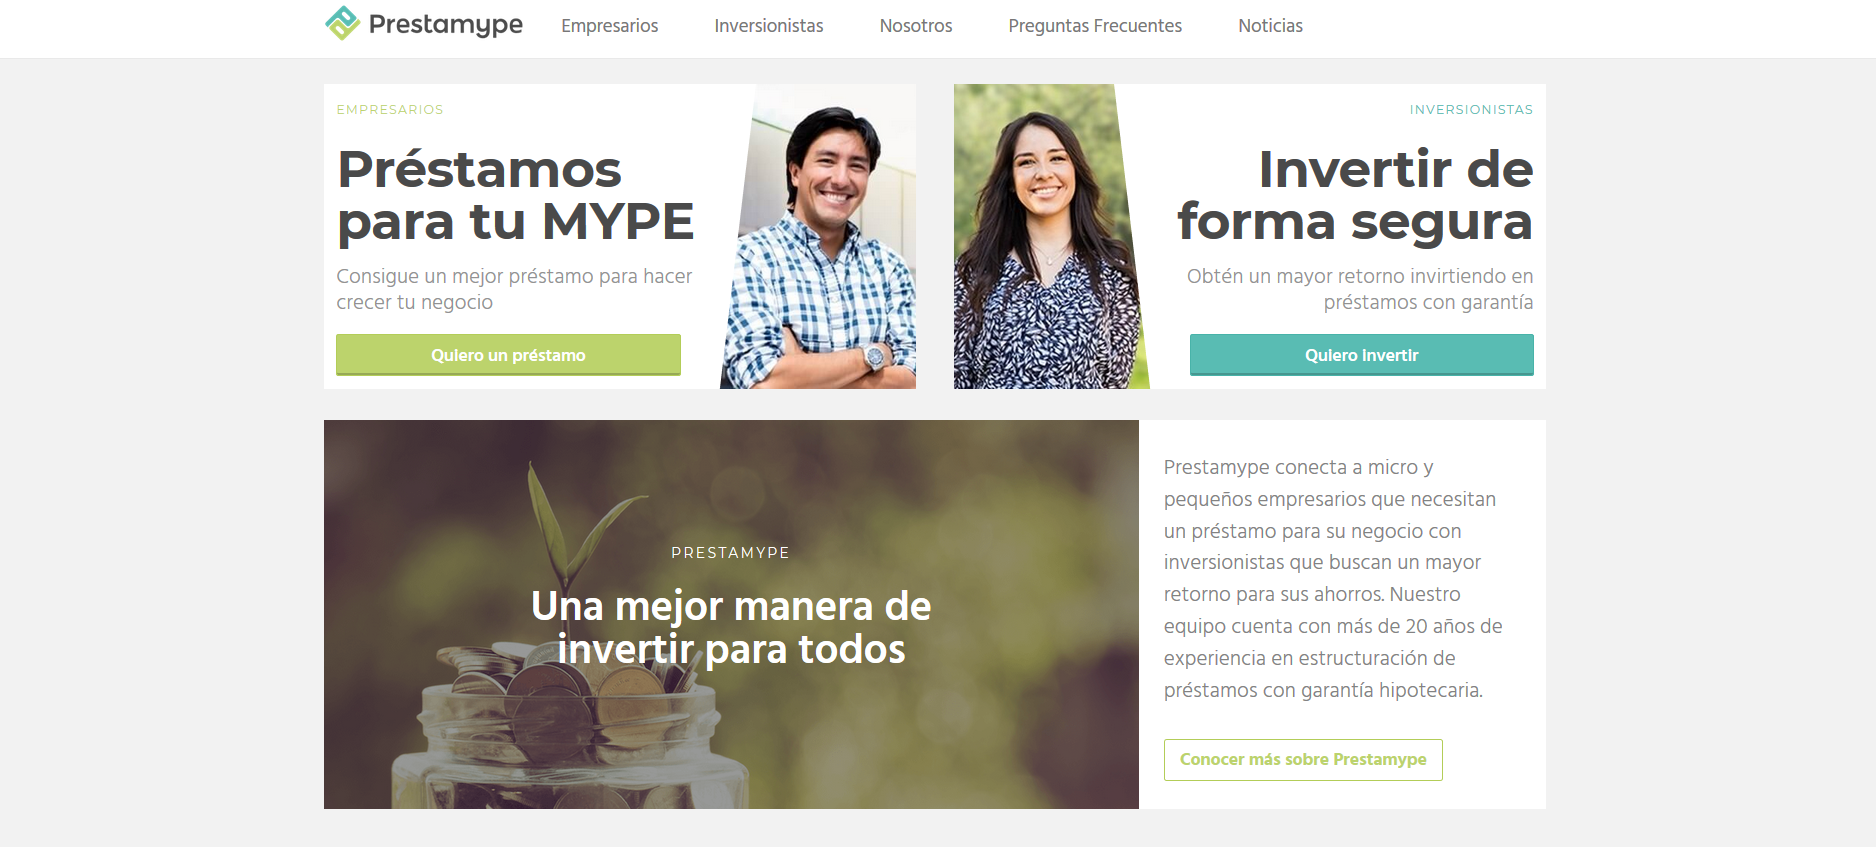 Prestamype
Empresarios
Inversionistas
Nosotros
Preguntas Frecuentes
Noticias
EMPRESARIOS
Préstamos
para tu MYPE
Consigue un mejor préstamo para hacer
crecer tu negocio
Quiero un préstamo
INVERSIONISTAS
Invertir de
forma segura
Obtén un mayor retorno invirtiendo en
préstamos con garantía
Quiero invertir
PRESTAMYPE
Una mejor manera de
invertir para todos
Prestamype conecta a micro y
pequeños empresarios que necesitan
un préstamo para su negocio con
inversionistas que buscan un mayor
retorno para sus ahorros. Nuestro
equipo cuenta con más de 20 años de
experiencia en estructuración de
préstamos con garantía hipotecaria.
Conocer más sobre Prestamype